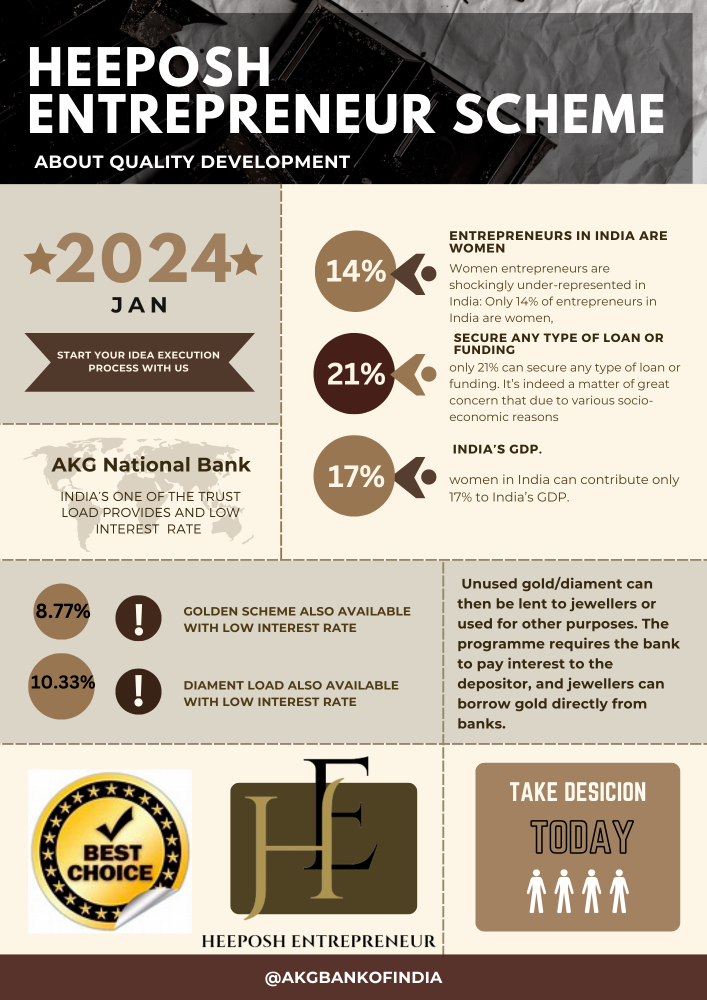 HEEPOSH
ENTREPRENEUR SCHEME
ABOUT QUALITY DEVELOPMENT
2024
JAN
START YOUR IDEA EXECUTION
PROCESS WITH US
14%
ENTREPRENEURS IN INDIA ARE
WOMEN
Women entrepreneurs are
shockingly under-represented in
India: Only 14% of entrepreneurs in
India are women,
21%
SECURE ANY TYPE OF LOAN OR
FUNDING
only 21% can secure any type of loan or
funding. It’s indeed a matter of great
concern that due to various socio-
economic reasons
17%
INDIA’S GDP.
women in India can contribute only
17% to India’s GDP.
AKG National Bank
INDIA’S ONE OF THE TRUST
LOAD PROVIDES AND LOW
INTEREST RATE
8.77%
!
GOLDEN SCHEME ALSO AVAILABLE
WITH LOW INTEREST RATE
10.33%
!
DIAMENT LOAD ALSO AVAILABLE
WITH LOW INTEREST RATE
Unused gold/diament can
then be lent to jewellers or
used for other purposes. The
programme requires the bank
to pay interest to the
depositor, and jewellers can
borrow gold directly from
banks.
BEST
CHOICE
HE
HEEPOSH ENTREPRENEUR
TAKE DESICION
TODAY
@AKGBANKOFINDIA